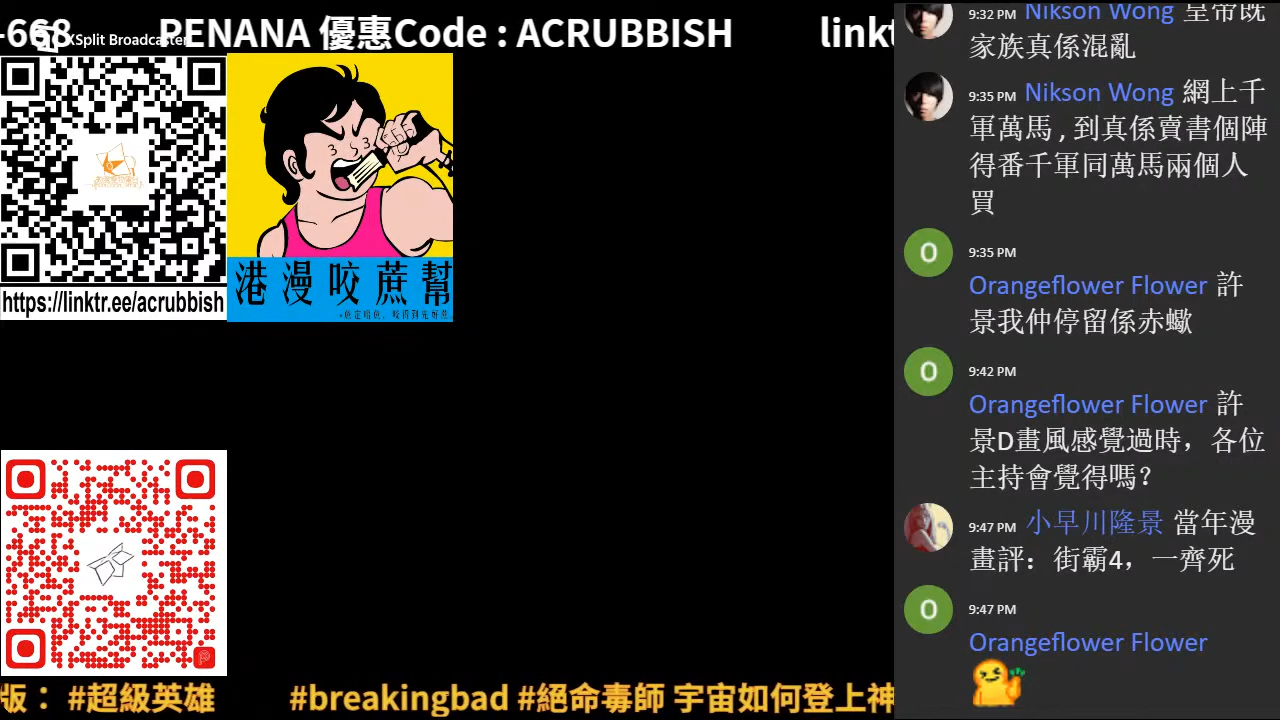 -668 PENANA 優惠Code : ACRUBBISH linkt
XSplit Broadcaster
https://linktr.ee/acrubbish
港漫咬蔗幫
9:32 PM Nikson Wong 皇帝既
家族真係混亂
9:35 PM Nikson Wong 網上千
軍萬馬 , 到真係賣書個陣
得番千軍同萬馬兩個人
買
O
9:35 PM
Orangeflower Flower 許
景我仲停留係赤蠍
O
9:42 PM
Orangeflower Flower 許
景D畫風感覺過時，各位
主持會覺得嗎？
9:47 PM 小早川隆景 當年漫
畫評：街霸4，一齊死
O
9:47 PM
Orangeflower Flower
版： #超級英雄 #breakingbad #絕命毒師 宇宙如何登上神